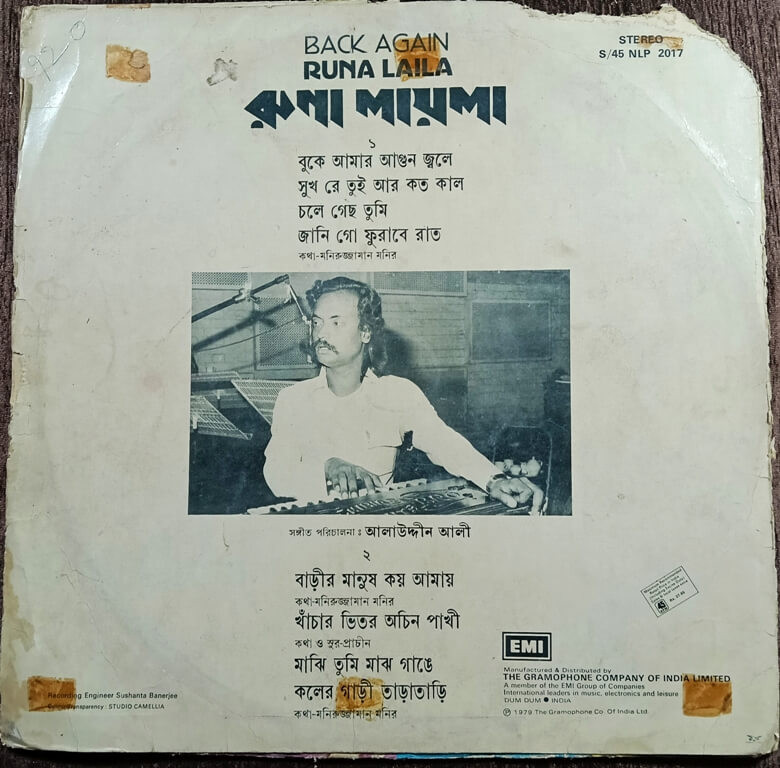 920
BACK AGAIN
RUNA LAILA
রুনা লায়লা
STEREO
S/45 NLP 2017
১
বুকে আমার আগুন জ্বলে
সুখ রে তুই আর কত কাল
চলে গেছ তুমি
জানি গো ফুরাবে রাত
কথা-মনিরুজ্জামান মনির
সঙ্গীত পরিচালনা : আলাউদ্দীন আলী
২
বাড়ীর মানুষ কয় আমায়
কথা-মনিরুজ্জামান মনির
খাঁচার ভিতর অচিন পাখী
কথা ও সুর-প্রাচীন
মাঝি তুমি মাঝ গাঙে
কলের গাড়ী তাড়াতাড়ি
কথা-মনিরুজ্জামান মনির
Recording Engineer Sushanta Banerjee
Transparency : STUDIO CAMELLIA
EMI
Manufactured & Distributed by
THE GRAMOPHONE COMPANY OF INDIA LIMITED
A member of the EMI Group of Companies
International leaders in music, electronics and leisure
DUM DUM ● INDIA
℗ 1979 The Gramophone Co. Of India Ltd.